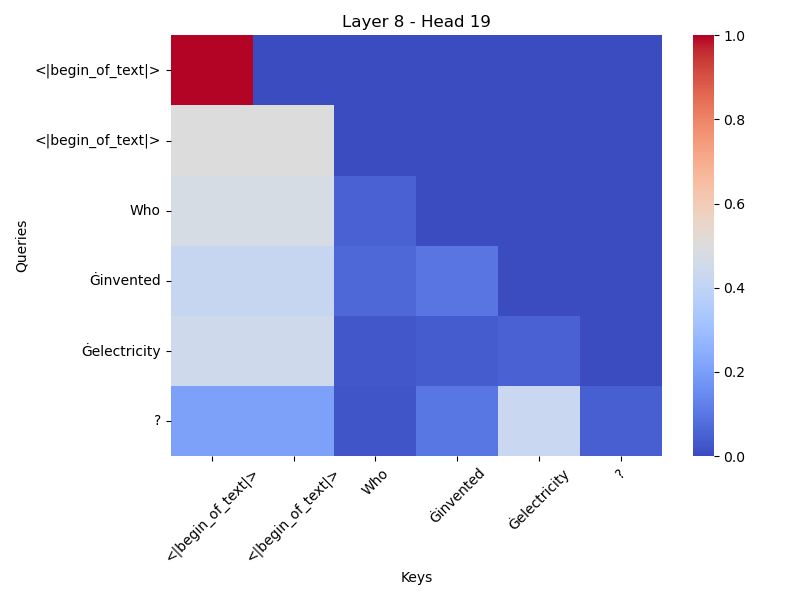 Layer 8 - Head 19
<|begin_of_text|>
<|begin_of_text|>
Who
Ġinvented
Ġelectricity
?
Queries
<|begin_of_text|>
<|begin_of_text|>
Who
Ġinvented
Ġelectricity
?
Keys
1.0
0.8
0.6
0.4
0.2
0.0